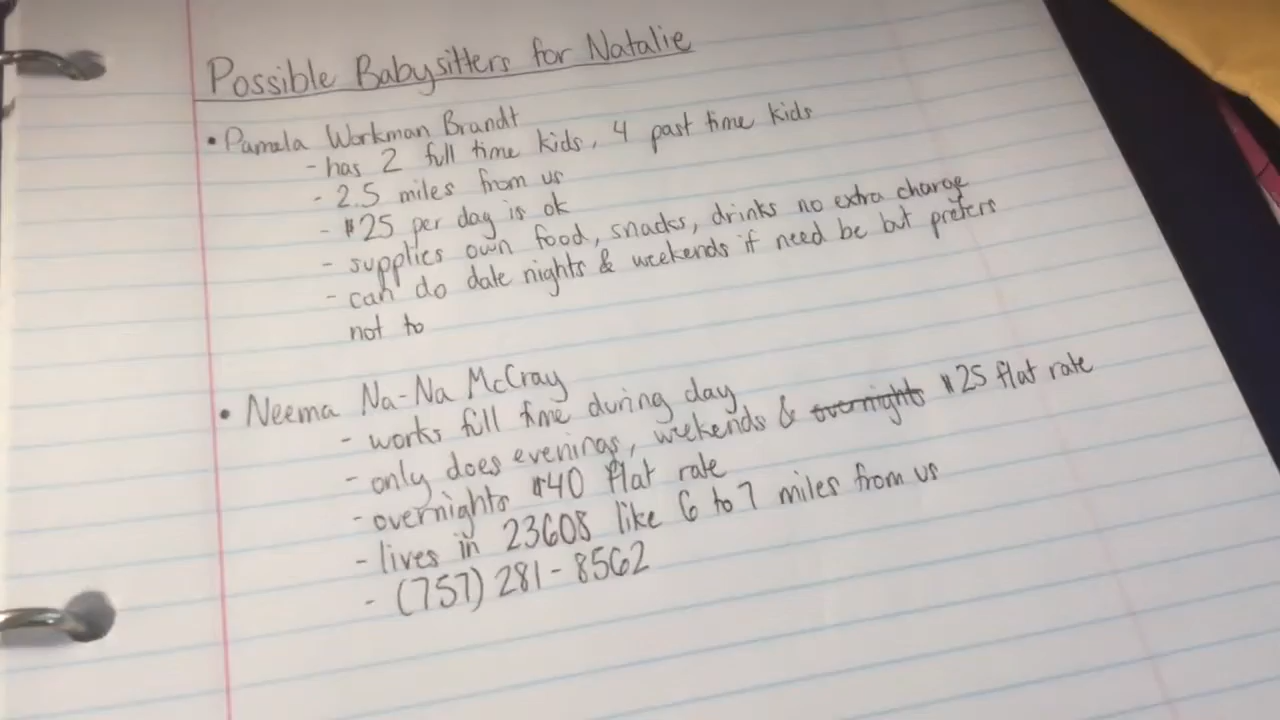 Possible Babysitters for Natalie
• Pamela Workman Brandt
- has 2 full time kids, 4 past time kids
- 2.5 miles from us
- $25 per day is ok
- supplies own food, snacks, drinks no extra charge
- can do date nights & weekends if need be but prefers
not to
• Neema Na-Na McCray
- works full time during day
- only does evenings, weekends & overnights $25 flat rate
- overnights $40 flat rate
- lives in 23608 like 6 to 7 miles from us
- (757) 281-8562